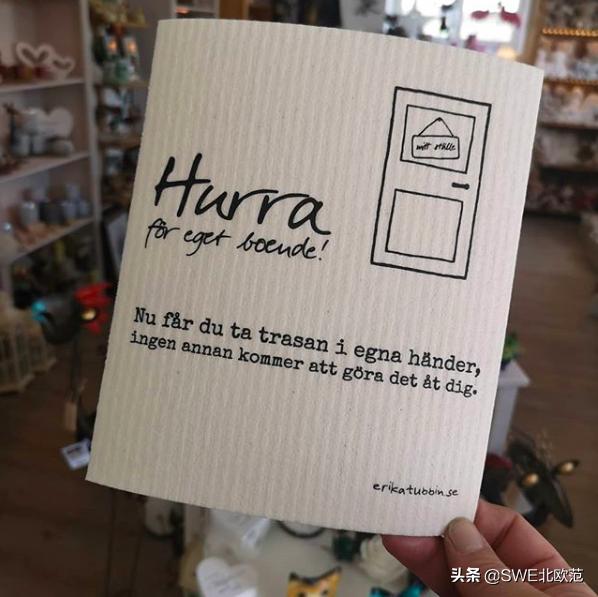 mitt ställe
Hurra
för eget boende!
Nu får du ta trasan i egna händer,
ingen annan kommer att göra det åt dig.
erikatubbin.se
头条 @SWE北欧范